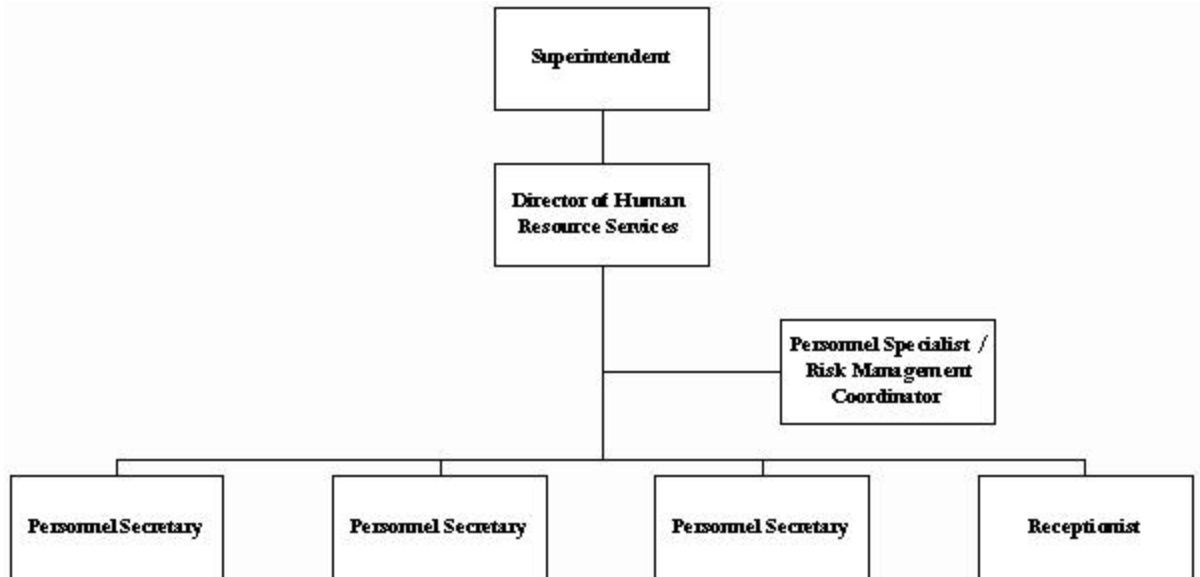 Superintendent
Director of Human
Resource Services
Personnel Specialist /
Risk Management
Coordinator
Personnel Secretary
Personnel Secretary
Personnel Secretary
Receptionist